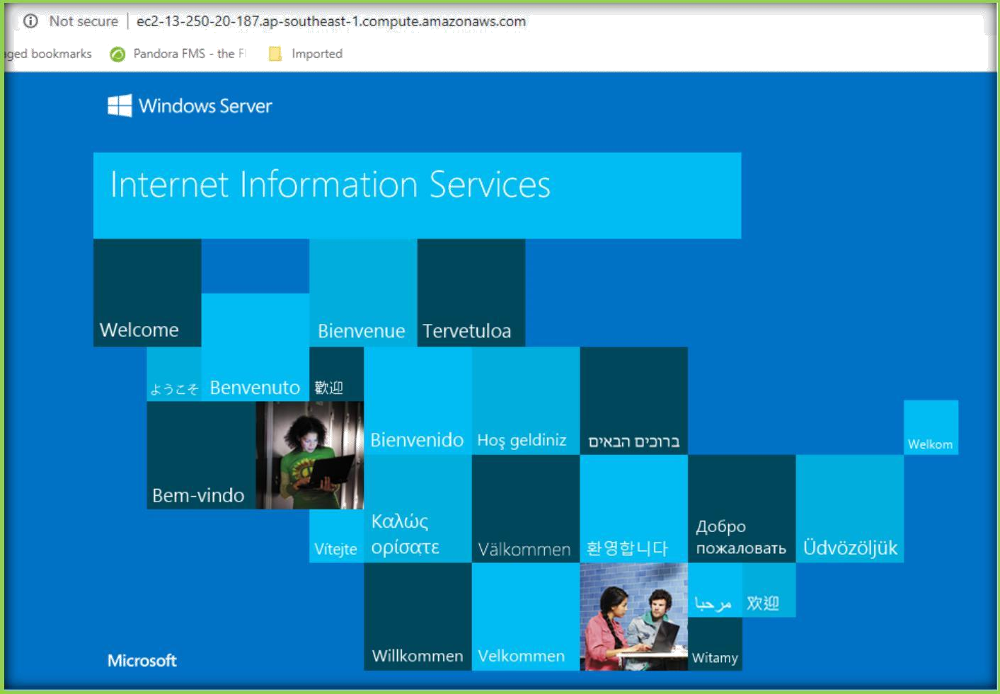 Not secure | ec2-13-250-20-187.ap-southeast-1.compute.amazonaws.com
aged bookmarks Pandora FMS - the Imported
Windows Server
Internet Information Services
Welcome
Bienvenue
Tervetuloa
ようこそ
Benvenuto
歡迎
Bienvenido
Hoş geldiniz
ברוכים הבאים
Welkom
Bem-vindo
Vítejte
Καλώς
ορίσατε
Välkommen
환영합니다
Добро
пожаловать
Üdvözöljük
مرحبا
欢迎
Willkommen
Velkommen
Witamy
Microsoft